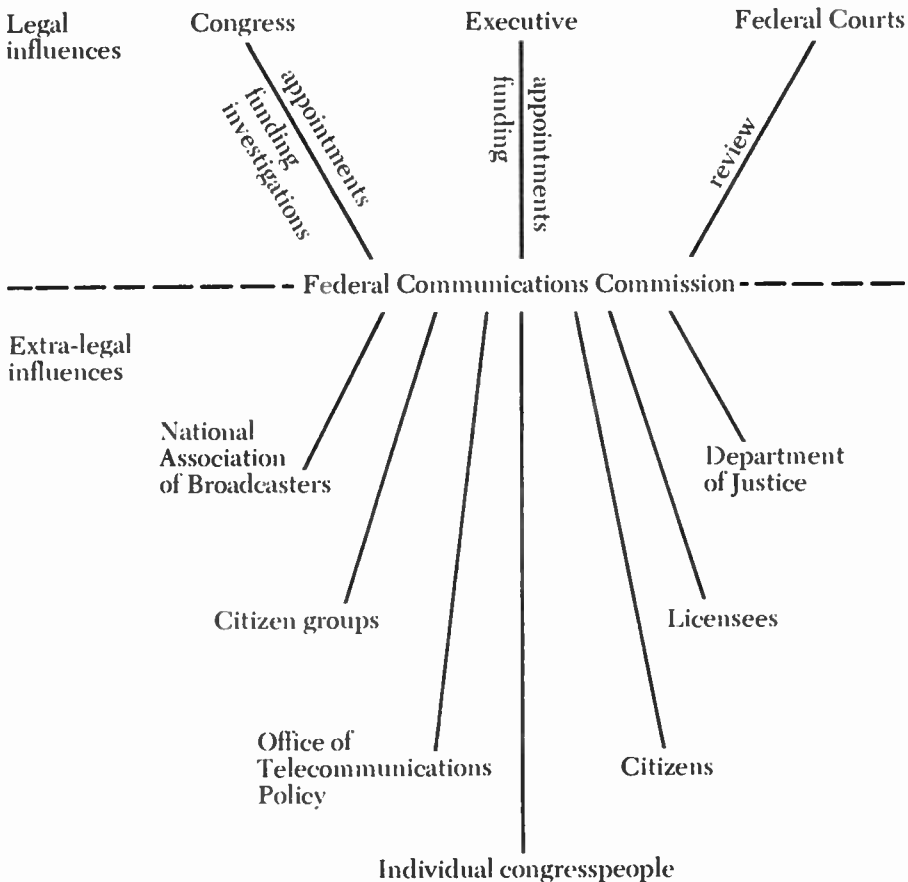 Legal
influences
Congress
Executive
Federal Courts
appointments
funding
investigations
appointments
funding
review
Federal Communications Commission
Extra-legal
influences
National
Association
of Broadcasters
Department
of Justice
Citizen groups
Licensees
Office of
Telecommunications
Policy
Citizens
Individual congresspeople